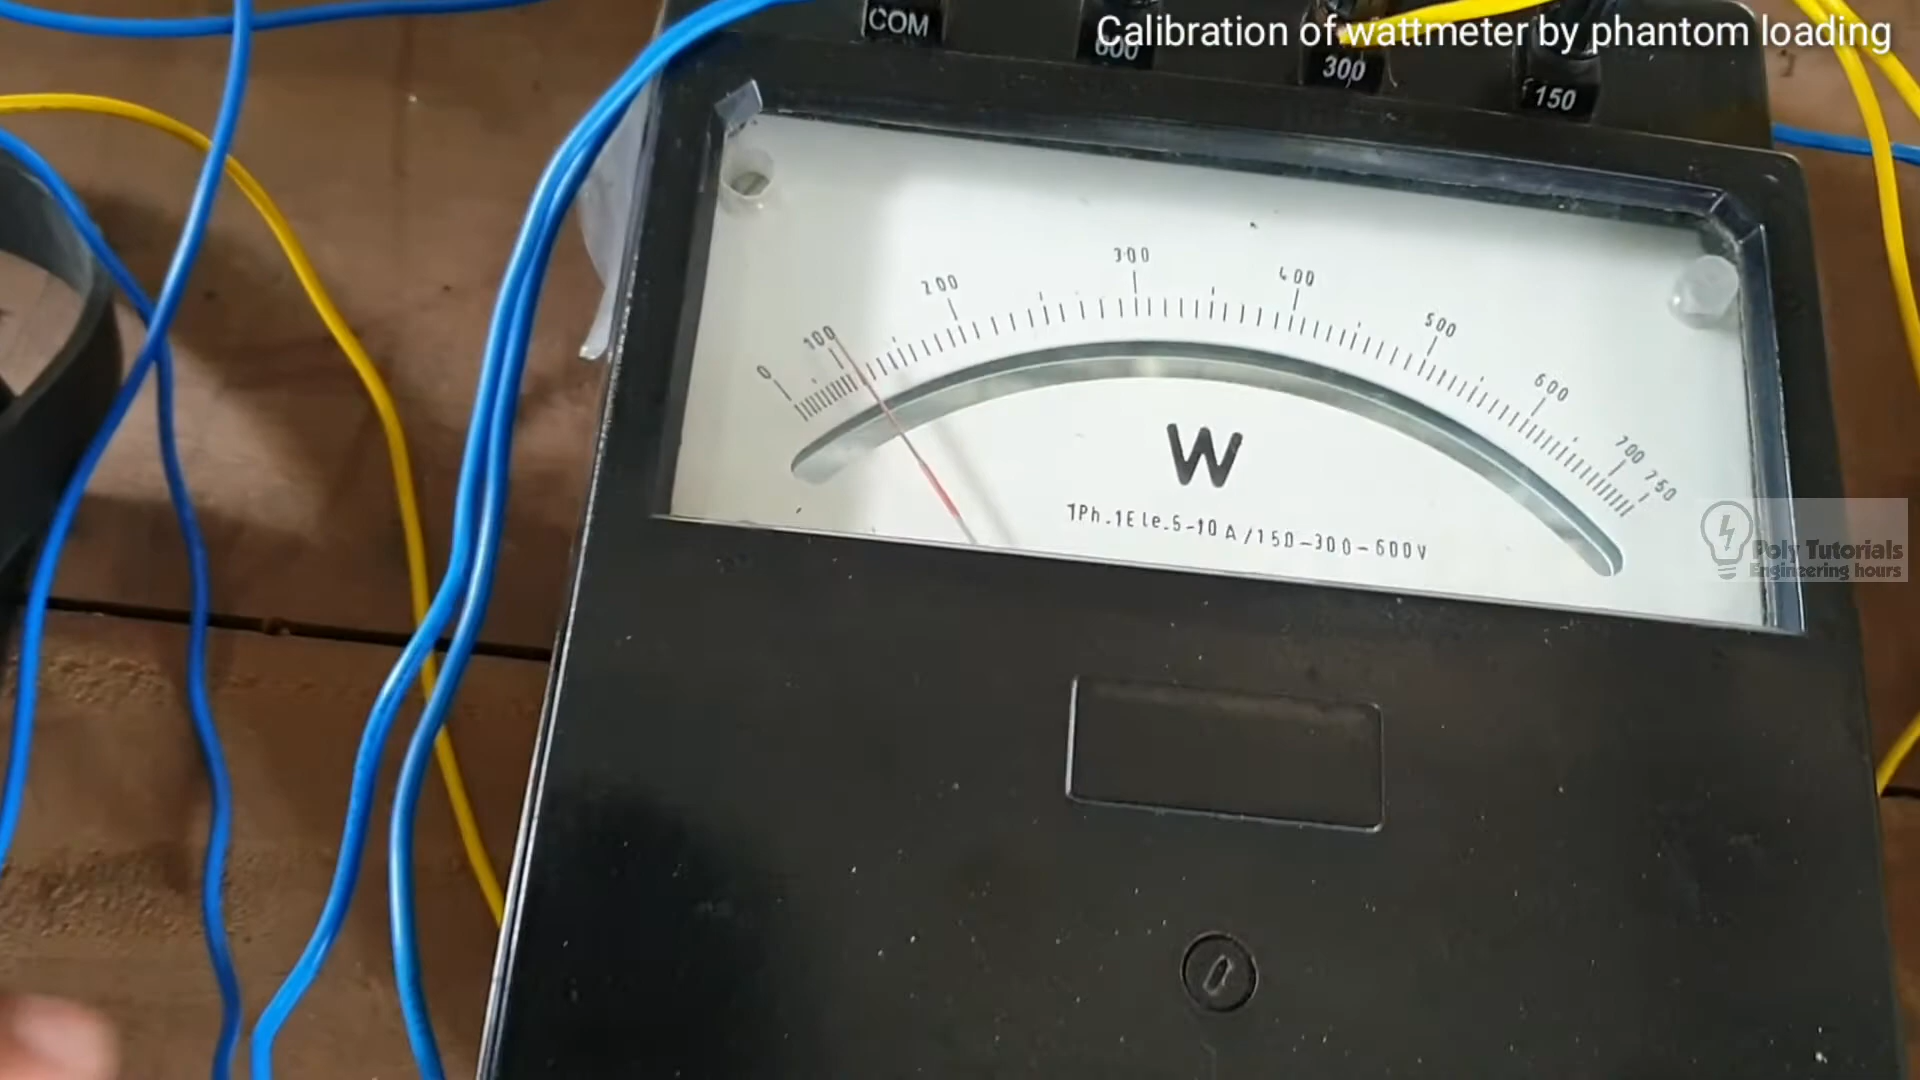 Calibration of wattmeter by phantom loading
COM
600
300
150
0
100
200
300
400
500
600
700
750
W
1Ph.1Ele.5-10A/150-300-600V
Poly Tutorials
Engineering hours